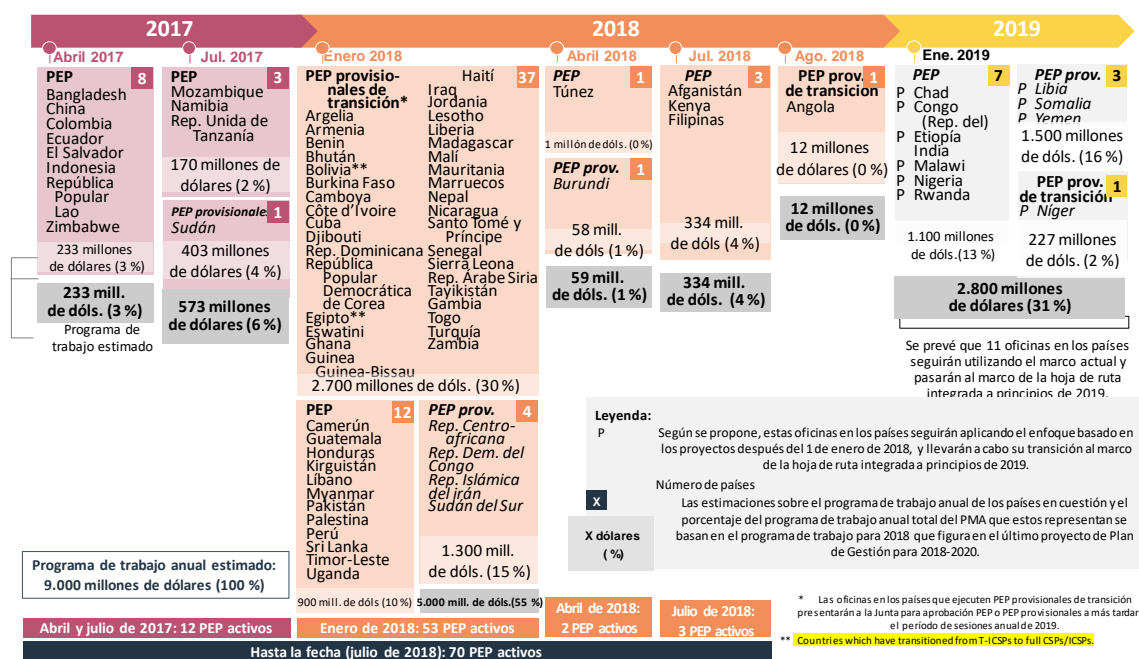 2017
2018
2019
Abril 2017
Jul. 2017
Enero 2018
Abril 2018
Jul. 2018
Ago. 2018
Ene. 2019
PEP
8
Bangladesh
China
Colombia
Ecuador
El Salvador
Indonesia
República
Popular
Lao
Zimbabwe
233 millones
de dólares (3 %)
233 mill.
de dóls. (3 %)
Programa de
trabajo estimado
PEP
3
Mozambique
Namibia
Rep. Unida de
Tanzanía
170 millones de
dólares (2 %)
PEP provisionales
1
Sudán
403 millones
de dólares (4 %)
573 millones
de dólares (6 %)
PEP provisio-
nales de
transición*
Argelia
Armenia
Benin
Bhután
Bolivia**
Burkina Faso
Camboya
Côte d'Ivoire
Cuba
Djibouti
Rep. Dominicana
República
Popular
Democrática
de Corea
Egipto**
Eswatini
Ghana
Guinea
Guinea-Bissau
Haití
37
Iraq
Jordania
Lesotho
Liberia
Madagascar
Malí
Mauritania
Marruecos
Nepal
Nicaragua
Santo Tomé y
Príncipe
Senegal
Sierra Leona
Rep. Árabe Siria
Tayikistán
Gambia
Togo
Turquía
Zambia
2.700 millones de dóls. (30 %)
PEP
12
Camerún
Guatemala
Honduras
Kirguistán
Líbano
Myanmar
Pakistán
Palestina
Perú
Sri Lanka
Timor-Leste
Uganda
900 mill. de dóls (10 %)
PEP prov.
4
Rep. Centro-
africana
Rep. Dem. del
Congo
Rep. Islámica
del irán
Sudán del Sur
1.300 mill.
de dóls. (15 %)
5.000 mill. de dóls.(55 %)
PEP
1
Túnez
1 millón de dóls. (0 %)
PEP prov.
1
Burundi
58 mill.
de dóls (1 %)
59 mill.
de dóls. (1 %)
PEP
3
Afganistán
Kenya
Filipinas
334 mill.
de dóls (4 %)
334 mill.
de dóls. (4 %)
PEP prov.
1
de transición
Angola
12 millones
de dólares (0 %)
12 millones
de dóls. (0 %)
PEP
7
P Chad
P Congo
(Rep. del)
P Etiopía
India
P Malawi
P Nigeria
P Rwanda
1.100 millones
de dóls.(13 %)
PEP prov.
3
P Libia
P Somalia
P Yemen
1.500 millones
de dóls. (16 %)
PEP prov.
1
de transición
P Níger
227 millones
de dóls. (2 %)
2.800 millones
de dólares (31 %)
Se prevé que 11 oficinas en los países
seguirán utilizando el marco actual y
pasarán al marco de la hoja de ruta
integrada a principios de 2019.
Leyenda:
P Según se propone, estas oficinas en los países seguirán aplicando el enfoque basado en
los proyectos después del 1 de enero de 2018, y llevarán a cabo su transición al marco
de la hoja de ruta integrada a principios de 2019.
X
Número de países
X dólares
( %)
Las estimaciones sobre el programa de trabajo anual de los países en cuestión y el
porcentaje del programa de trabajo anual total del PMA que estos representan se
basan en el programa de trabajo para 2018 que figura en el último proyecto de Plan
de Gestión para 2018-2020.
Programa de trabajo anual estimado:
9.000 millones de dólares (100 %)
Abril y julio de 2017: 12 PEP activos
Enero de 2018: 53 PEP activos
Abril de 2018:
2 PEP activos
Julio de 2018:
3 PEP activos
Hasta la fecha (julio de 2018): 70 PEP activos
* Las oficinas en los países que ejecuten PEP provisionales de transición
presentarán a la Junta para aprobación PEP o PEP provisionales a más tardar
el período de sesiones anual de 2019.
** Countries which have transitioned from T-ICSPs to full CSPs/ICSPs.